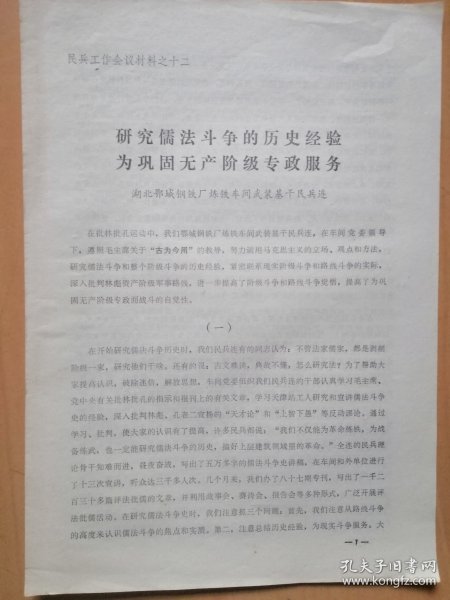 民兵工作会议材料之十二
研究儒法斗争的历史经验
为巩固无产阶级专政服务
湖北鄂城钢铁厂炼铁车间武装基干民兵连
在批林批孔运动中，我们鄂城钢铁厂炼铁车间武装基干民兵连，在车间党委领导
下，遵照毛主席关于“古为今用”的教导，努力运用马克思主义的立场、观点和方法，
研究儒法斗争和整个阶级斗争的历史经验，紧密联系现实阶级斗争和路线斗争的实际，
深入批判林彪资产阶级军事路线，进一步提高了阶级斗争和路线斗争觉悟，提高了为巩
固无产阶级专政而战斗的自觉性。
（一）
在开始研究儒法斗争历史时，我们民兵连有的同志认为：不管法家儒家，都是剥削
阶级一家，研究他们干啥。还有的说：古文难读，典故不懂，怎么研究法？为了帮助大
家提高认识，破除迷信，解放思想，车间党委组织我们民兵连的干部认真学习毛主席、
党中央有关批林批孔的指示和报刊上的有关文章，学习天津站工人研究和宣讲儒法斗争
史的经验，深入批判林彪、孔老二贩卖的“天才论”和“上智下愚”等反动谬论。通过
学习、批判，使大家的认识有了提高，许多民兵都说：“我们不仅能为革命炼铁，为战
备练武，也一定能研究儒法斗争的历史，搞好上层建筑领域里的革命。”全连的民兵理
论骨干知难而进，昼夜奋战，写出了五万多字的儒法斗争史讲稿，在车间和外单位进行
了十三次宣讲，听众达三千多人次。几个月来，我们办了八十七期专刊，写出了一千二
百三十多篇评法批儒的文章，并利用故事会、赛诗会、报告会等多种形式，广泛开展评
法批儒活动。在研究儒法斗争史时，我们注意抓三个问题：首先，我们注意从路线斗争
的高度来认识儒法斗争的焦点和实质。第二，注意总结历史经验，为现实斗争服务。大
—1—
孔夫子旧书网
www.kongfz.com